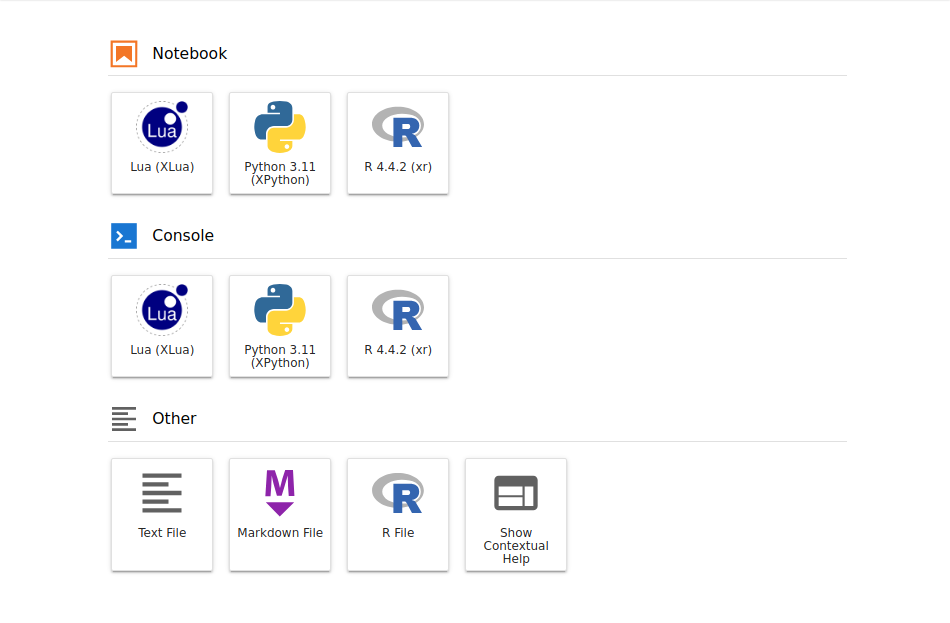 Notebook
Lua
Lua (XLua)
Python 3.11
(XPython)
R
R 4.4.2 (xr)
Console
Lua
Lua (XLua)
Python 3.11
(XPython)
R
R 4.4.2 (xr)
Other
Text File
M
Markdown File
R
R File
Show
Contextual
Help